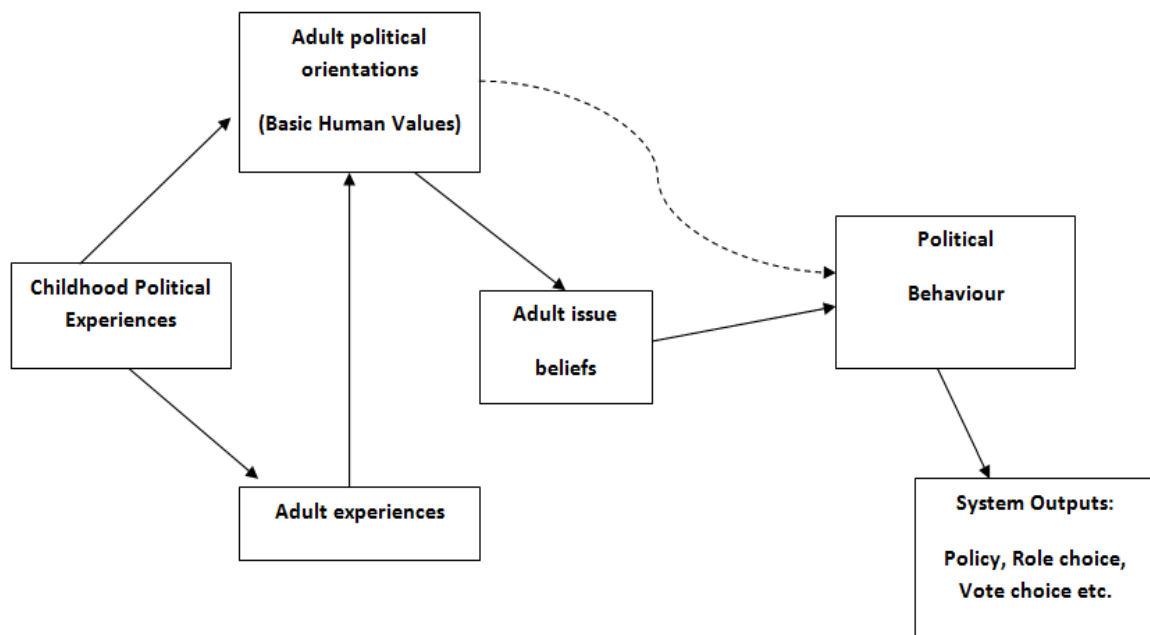 Adult political
orientations
(Basic Human Values)
Childhood Political
Experiences
Adult experiences
Adult issue
beliefs
Political
Behaviour
System Outputs:
Policy, Role choice,
Vote choice etc.